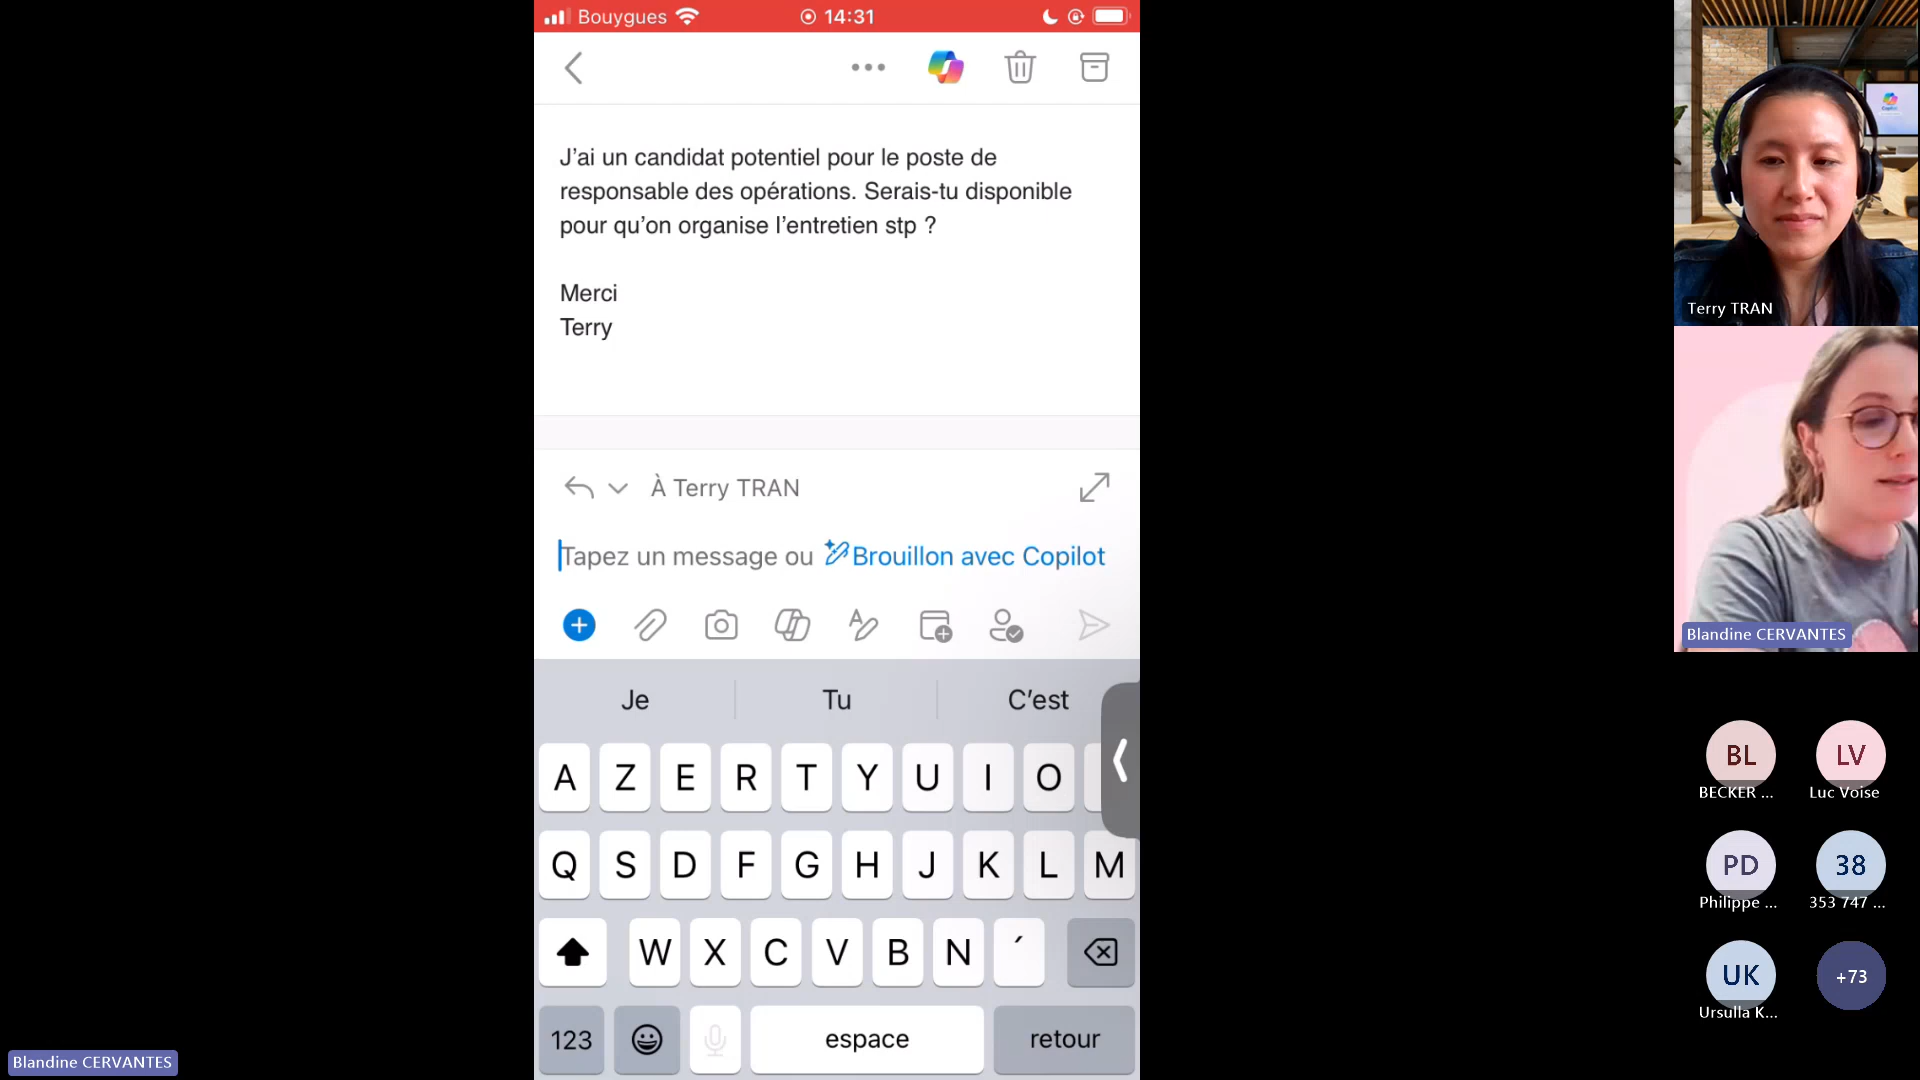 Bouygues 14:31
J'ai un candidat potentiel pour le poste de
responsable des opérations. Serais-tu disponible
pour qu'on organise l'entretien stp ?
Merci
Terry
À Terry TRAN
Tapez un message ou Brouillon avec Copilot
Je Tu C'est
A Z E R T Y U I O
Q S D F G H J K L M
W X C V B N ´
123 espace retour
Blandine CERVANTES
Terry TRAN
Blandine CERVANTES
BL LV
BECKER ... Luc Voise
PD 38
Philippe ... 353 747 ...
UK +73
Ursulla K...